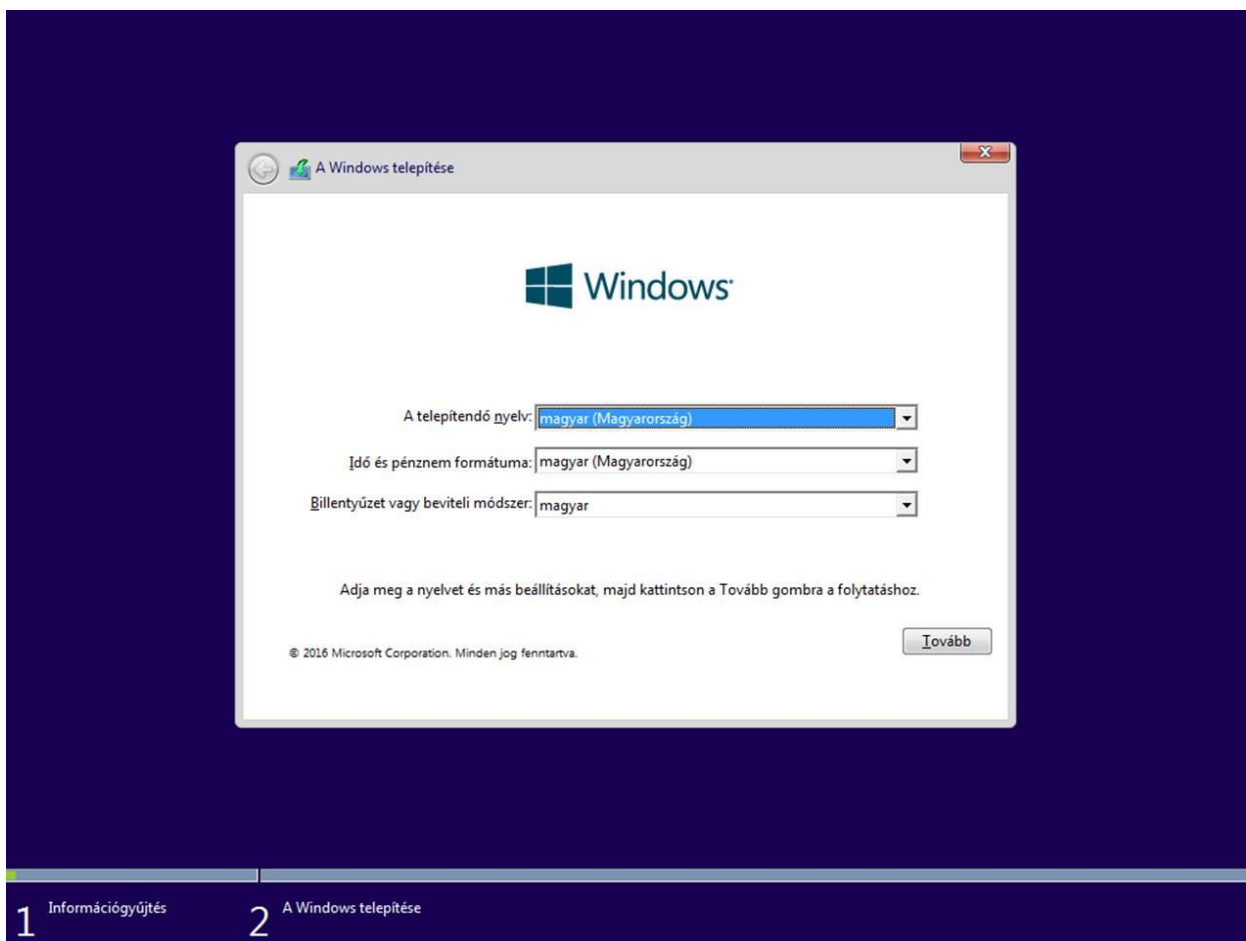 A Windows telepítése
Windows
A telepítendő nyelv: magyar (Magyarország)
Idő és pénznem formátuma: magyar (Magyarország)
Billentyűzet vagy beviteli módszer: magyar
Adja meg a nyelvet és más beállításokat, majd kattintson a Tovább gombra a folytatáshoz.
© 2016 Microsoft Corporation. Minden jog fenntartva.
Tovább
1 Információgyűjtés
2 A Windows telepítése